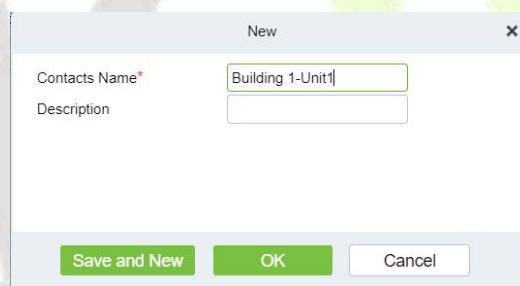 New
Contacts Name*
Building 1-Unit1
Description
Save and New
OK
Cancel